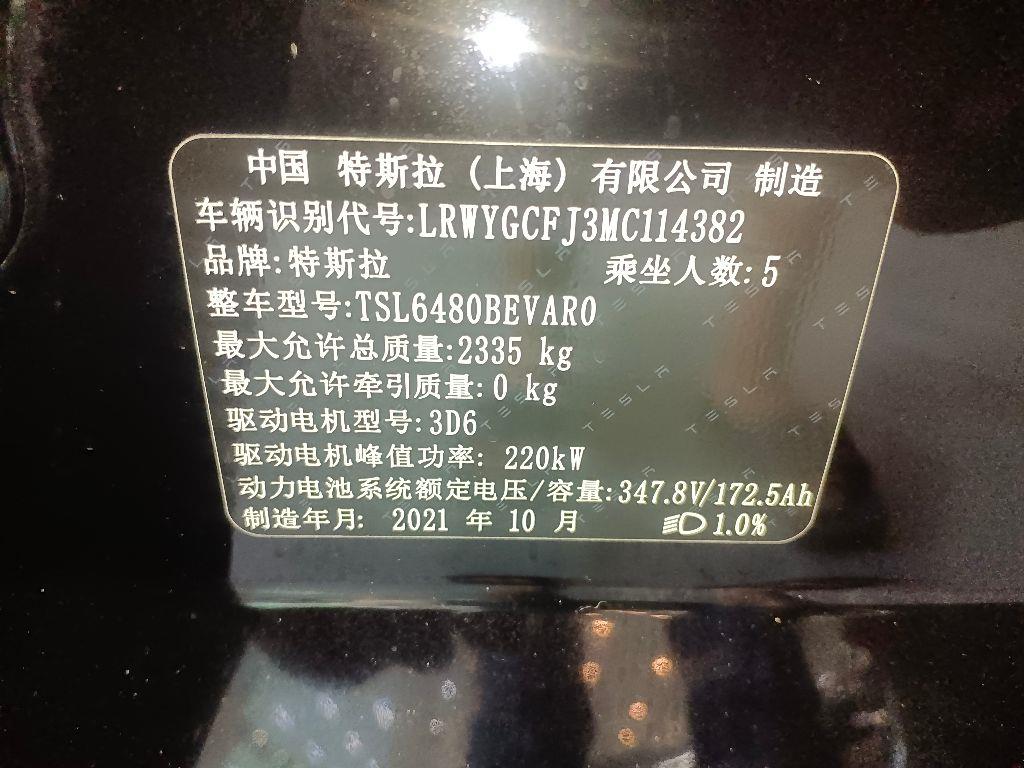 中国 特斯拉 (上海) 有限公司 制造
车辆识别代号:LRWYGCFJ3MC114382
品牌:特斯拉 乘坐人数:5
整车型号:TSL6480BEVAR0
最大允许总质量:2335 kg
最大允许牵引质量:0 kg
驱动电机型号:3D6
驱动电机峰值功率: 220kW
动力电池系统额定电压/容量:347.8V/172.5Ah
制造年月: 2021 年 10 月 1.0%